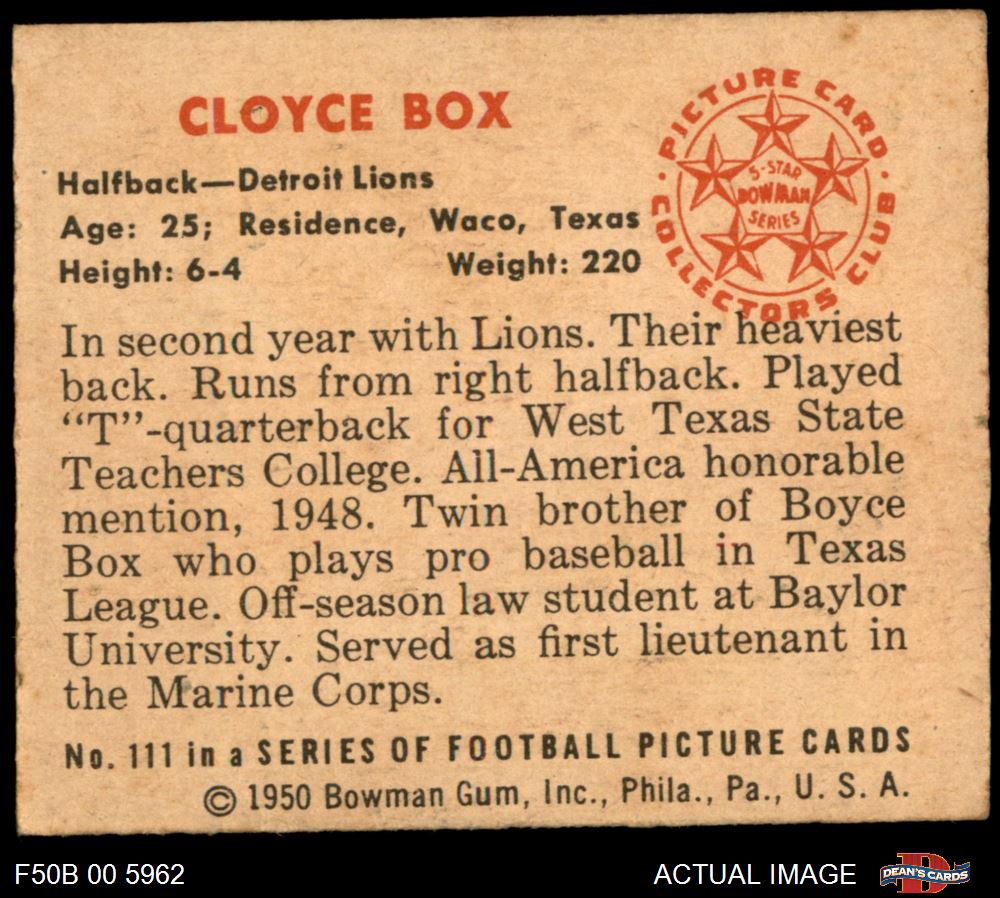 CLOYCE BOX
PICTURE CARD
COLLECTORS CLUB
5-STAR
BOWMAN
SERIES
Halfback—Detroit Lions
Age: 25; Residence, Waco, Texas
Height: 6-4 Weight: 220
In second year with Lions. Their heaviest
back. Runs from right halfback. Played
“T”-quarterback for West Texas State
Teachers College. All-America honorable
mention, 1948. Twin brother of Boyce
Box who plays pro baseball in Texas
League. Off-season law student at Baylor
University. Served as first lieutenant in
the Marine Corps.
No. 111 in a SERIES OF FOOTBALL PICTURE CARDS
© 1950 Bowman Gum, Inc., Phila., Pa., U. S. A.
F50B 00 5962 ACTUAL IMAGE
D
DEAN'S CARDS